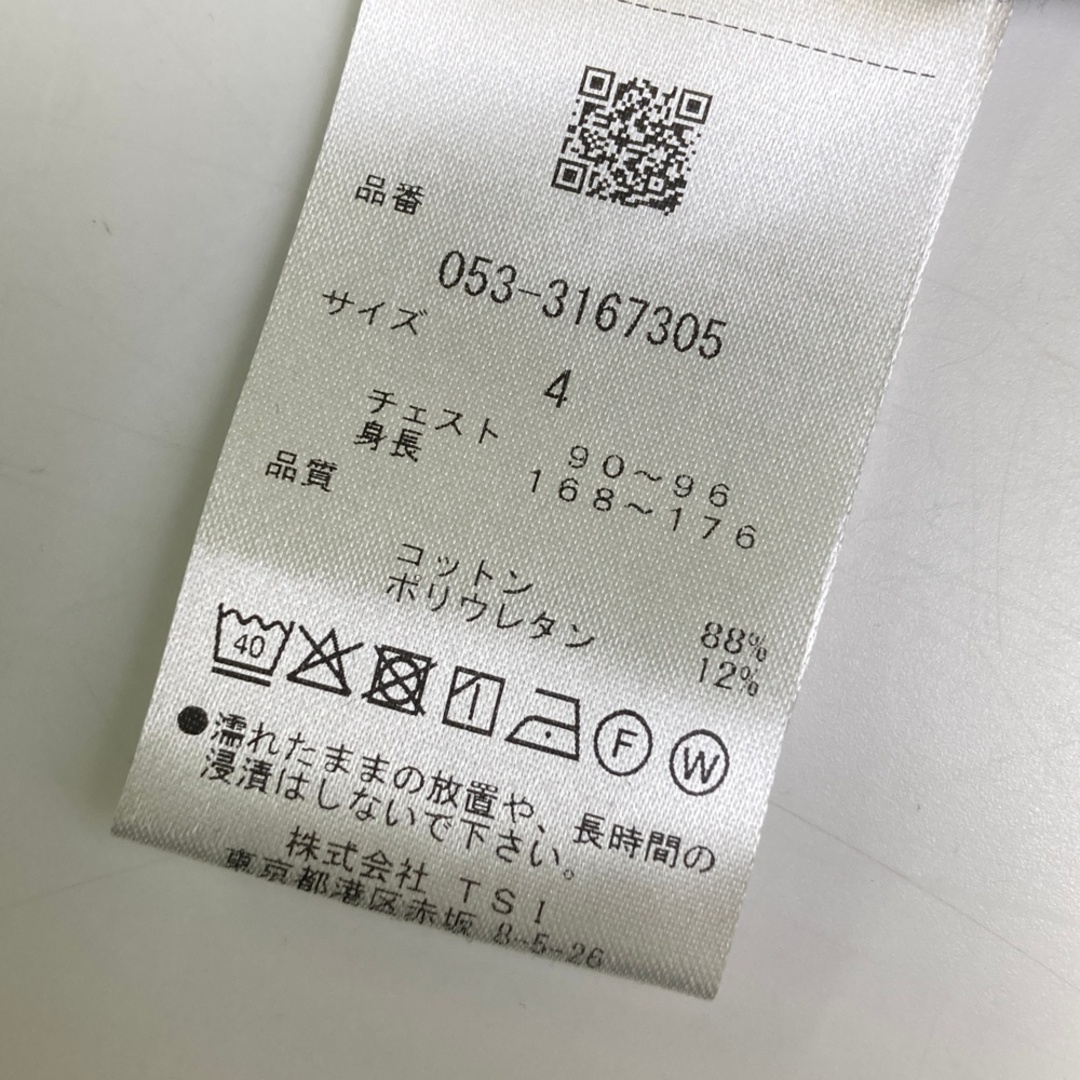 品番
053-3167305
サイズ
4
チェスト 90～96
身長 168～176
品質
コットン 88%
ポリウレタン 12%
40 F W
●濡れたままの放置や、長時間の
浸漬はしないで下さい。
株式会社 TSI
東京都港区赤坂 8-5-26